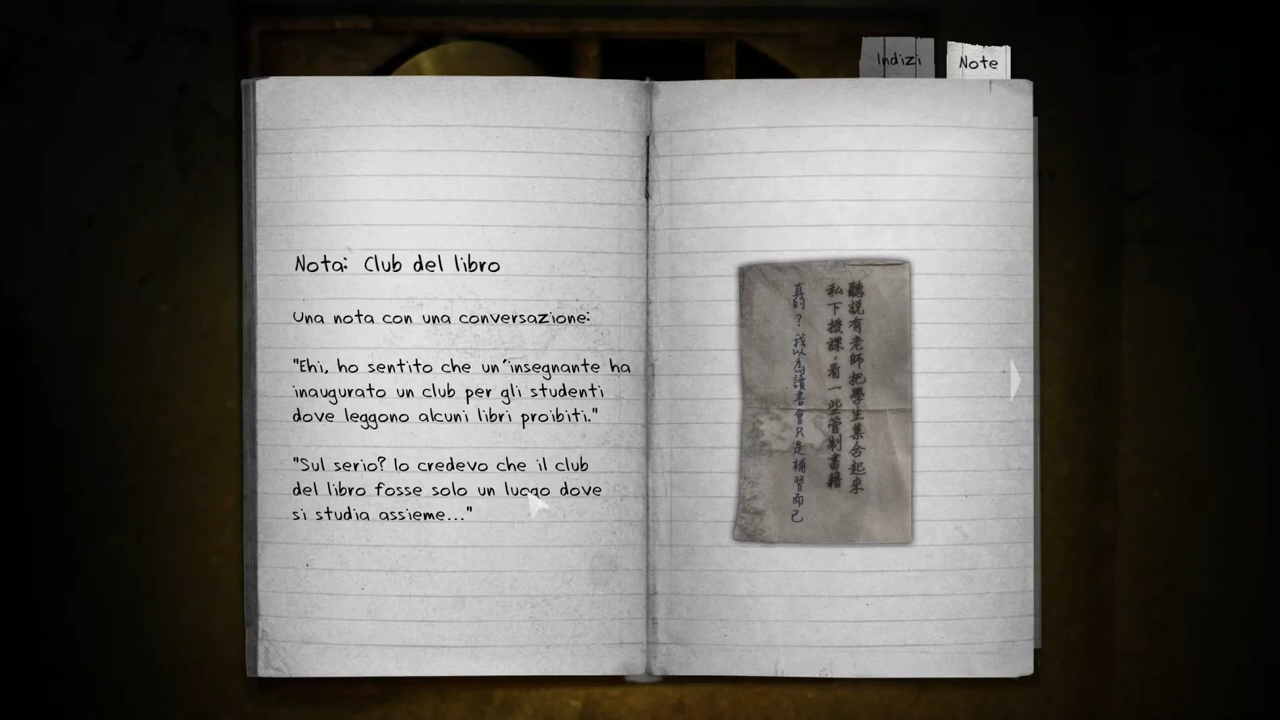 Indizi
Note
Nota: Club del libro
Una nota con una conversazione:
"Ehi, ho sentito che un'insegnante ha
inaugurato un club per gli studenti
dove leggono alcuni libri proibiti."
"Sul serio? Io credevo che il club
del libro fosse solo un luogo dove
si studia assieme..."
聽說有老師把學生集合起來
私下授課，看一些管制書籍
真的？我以為讀書會只是補習而已